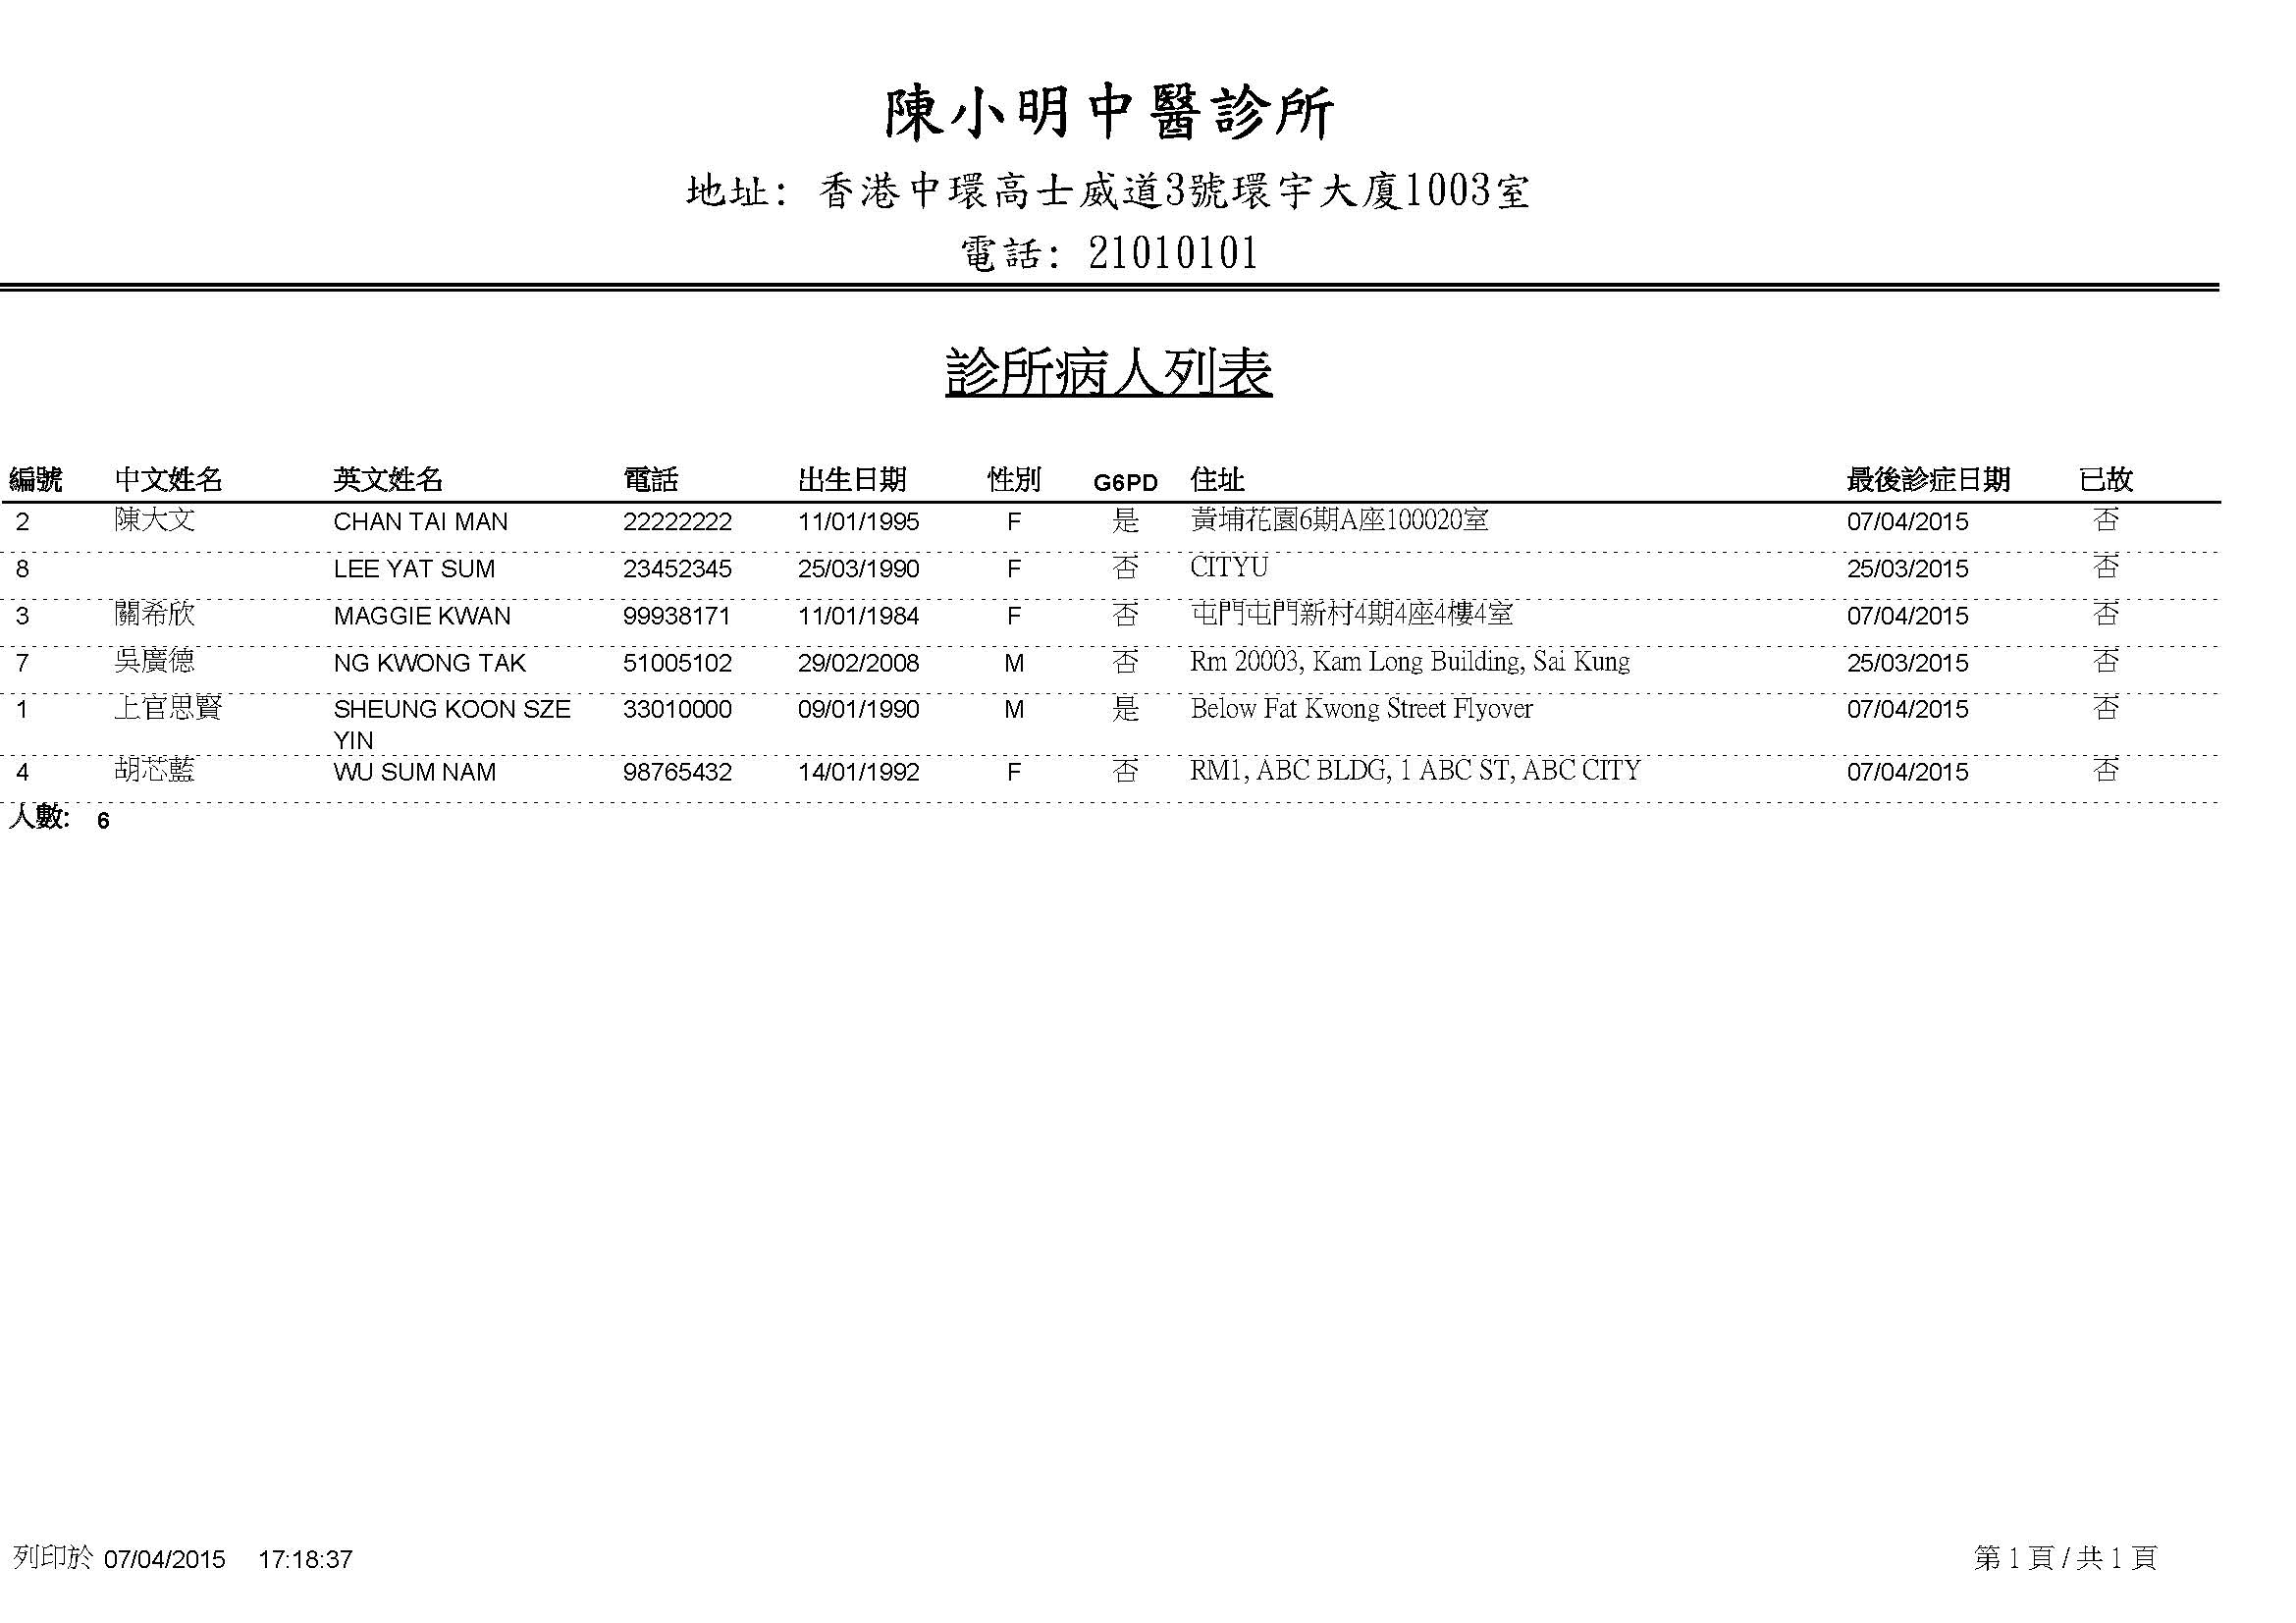 陳小明中醫診所
地址: 香港中環高士威道3號環宇大廈1003室
電話: 21010101
診所病人列表
編號 中文姓名 英文姓名 電話 出生日期 性別 G6PD 住址 最後診症日期 已故
2 陳大文 CHAN TAI MAN 22222222 11/01/1995 F 是 黃埔花園6期A座100020室 07/04/2015 否
8 LEE YAT SUM 23452345 25/03/1990 F 否 CITYU 25/03/2015 否
3 關希欣 MAGGIE KWAN 99938171 11/01/1984 F 否 屯門屯門新村4期4座4樓4室 07/04/2015 否
7 吳廣德 NG KWONG TAK 51005102 29/02/2008 M 否 Rm 20003, Kam Long Building, Sai Kung 25/03/2015 否
1 上官思賢 SHEUNG KOON SZE 33010000 09/01/1990 M 是 Below Fat Kwong Street Flyover 07/04/2015 否
YIN
4 胡芯藍 WU SUM NAM 98765432 14/01/1992 F 否 RM1, ABC BLDG, 1 ABC ST, ABC CITY 07/04/2015 否
人數: 6
列印於 07/04/2015 17:18:37 第 1 頁 / 共 1 頁